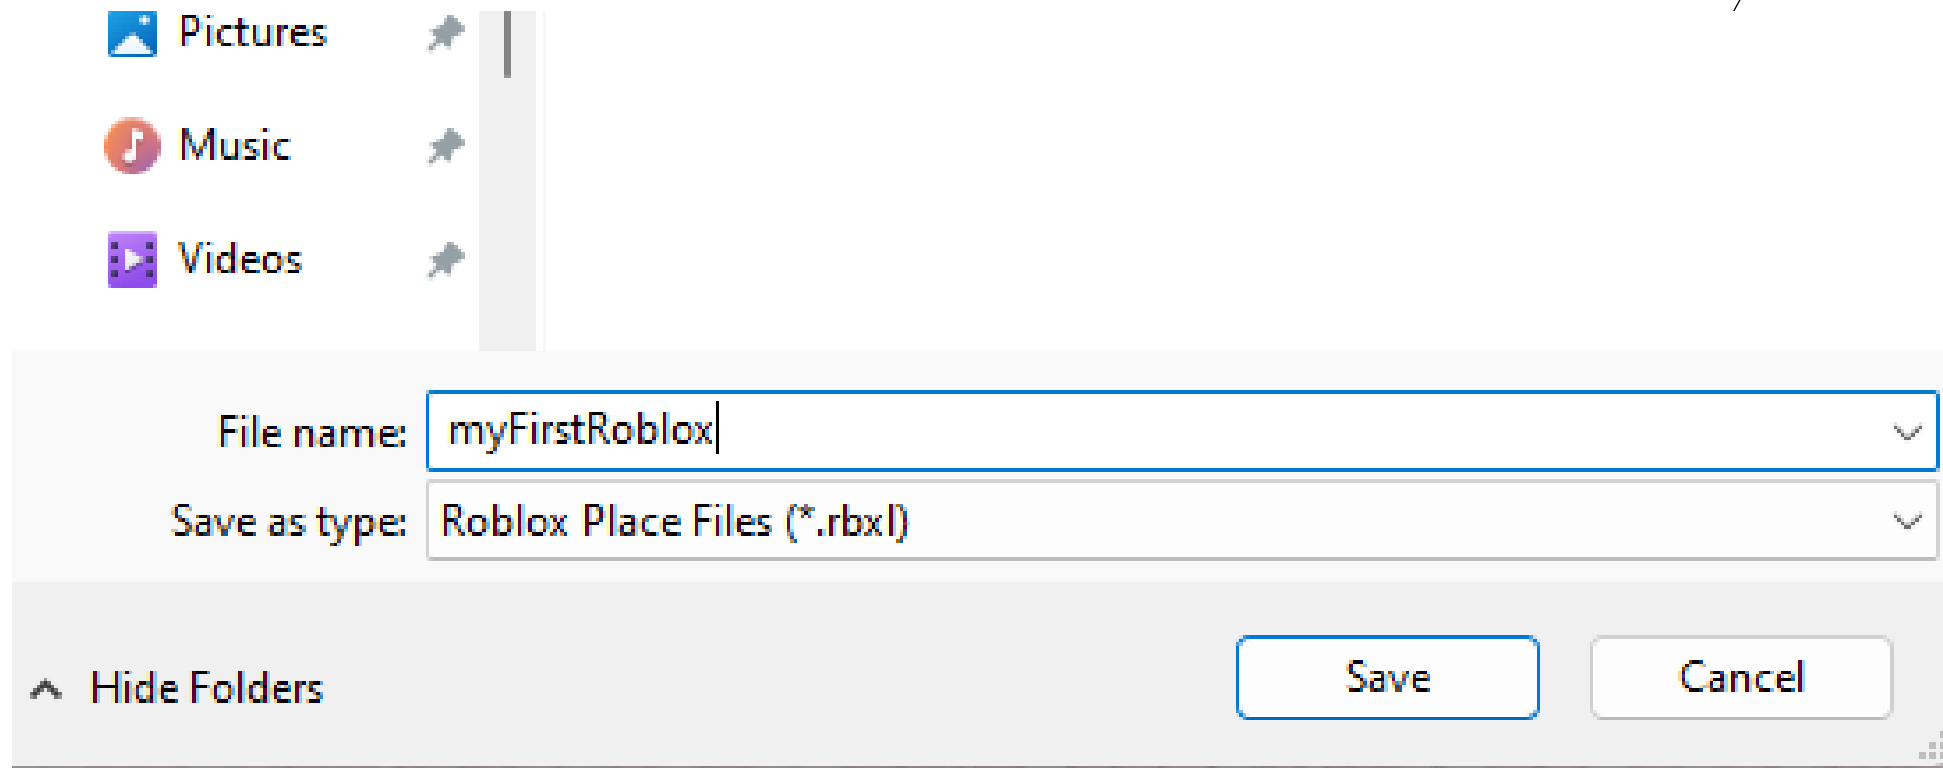 Pictures
Music
Videos
File name: myFirstRoblox
Save as type: Roblox Place Files (*.rbxl)
Hide Folders Save Cancel